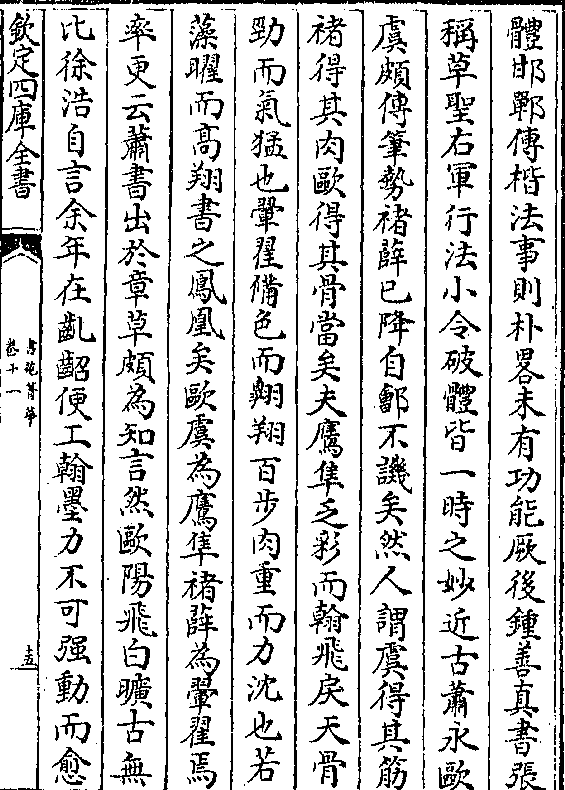 體邯鄲傳楷法事則朴畧未有功能厥後鍾善真書張
稱草聖右軍行法小令破體皆一時之妙近古蕭永歐
虞頗傳筆勢褚薛已降自鄶不譏矣然人謂虞得其筋
褚得其肉歐得其骨當矣夫鷹隼乏彩而翰飛戾天骨
勁而氣猛也翬翟備色而翱翔百步肉重而力沈也若
藻曜而高翔書之鳳凰矣歐虞為鷹隼褚薛為翬翟焉
率更云蕭書出於章草頗為知言然歐陽飛白曠古無
比徐浩自言余年在齓齠便工翰墨力不可强勤而愈
欽定四庫全書
書苑菁華
卷十一
十五